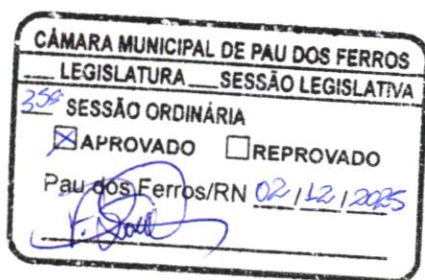 CÂMARA MUNICIPAL DE PAU DOS FERROS
___ LEGISLATURA ___ SESSÃO LEGISLATIVA
35ª SESSÃO ORDINÁRIA
☒APROVADO ☐REPROVADO
Pau dos Ferros/RN 02/12/2025